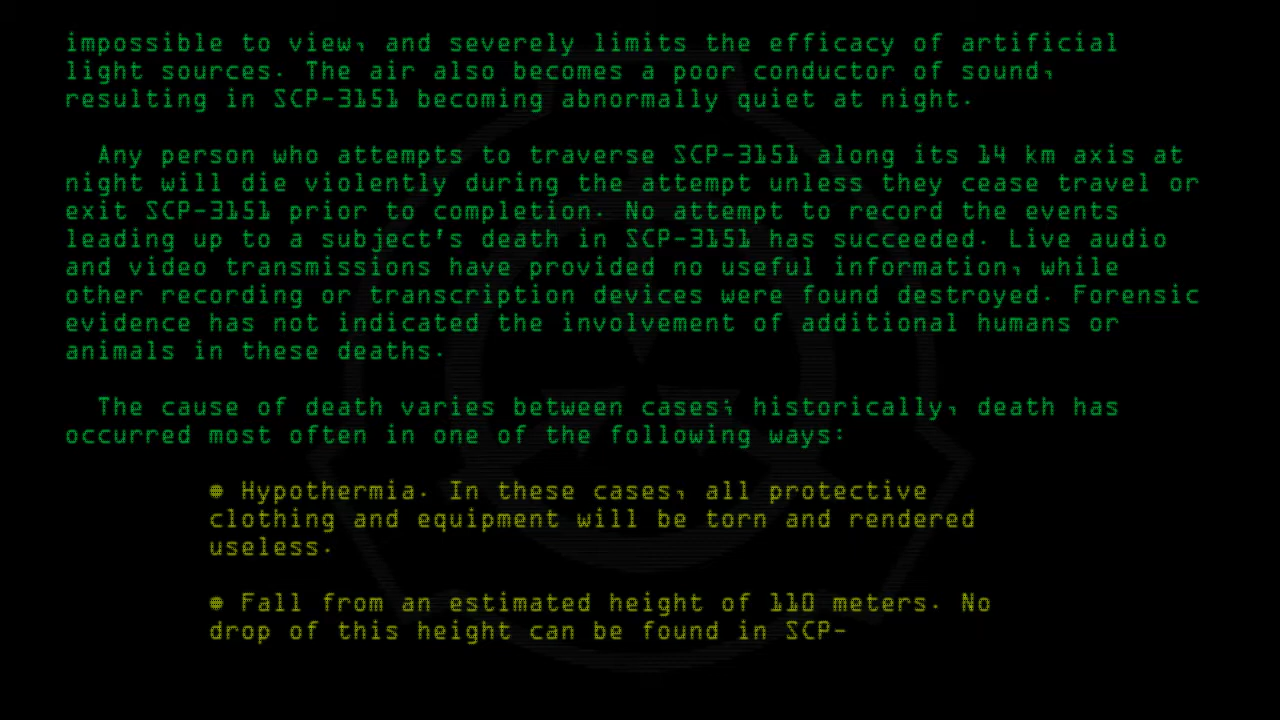 impossible to view, and severely limits the efficacy of artificial
light sources. The air also becomes a poor conductor of sound,
resulting in SCP-3151 becoming abnormally quiet at night.
Any person who attempts to traverse SCP-3151 along its 14 km axis at
night will die violently during the attempt unless they cease travel or
exit SCP-3151 prior to completion. No attempt to record the events
leading up to a subject's death in SCP-3151 has succeeded. Live audio
and video transmissions have provided no useful information, while
other recording or transcription devices were found destroyed. Forensic
evidence has not indicated the involvement of additional humans or
animals in these deaths.
The cause of death varies between cases; historically, death has
occurred most often in one of the following ways:
● Hypothermia. In these cases, all protective
clothing and equipment will be torn and rendered
useless.
● Fall from an estimated height of 110 meters. No
drop of this height can be found in SCP-